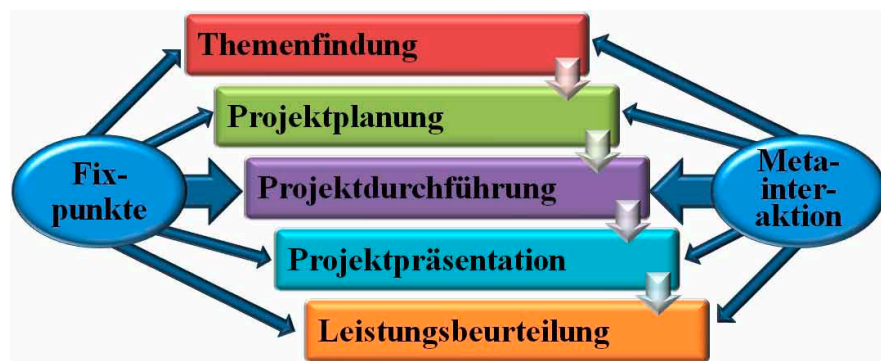 Themenfindung
Projektplanung
Fix-
punkte
Projektdurchführung
Meta-
inter-
aktion
Projektpräsentation
Leistungsbeurteilung